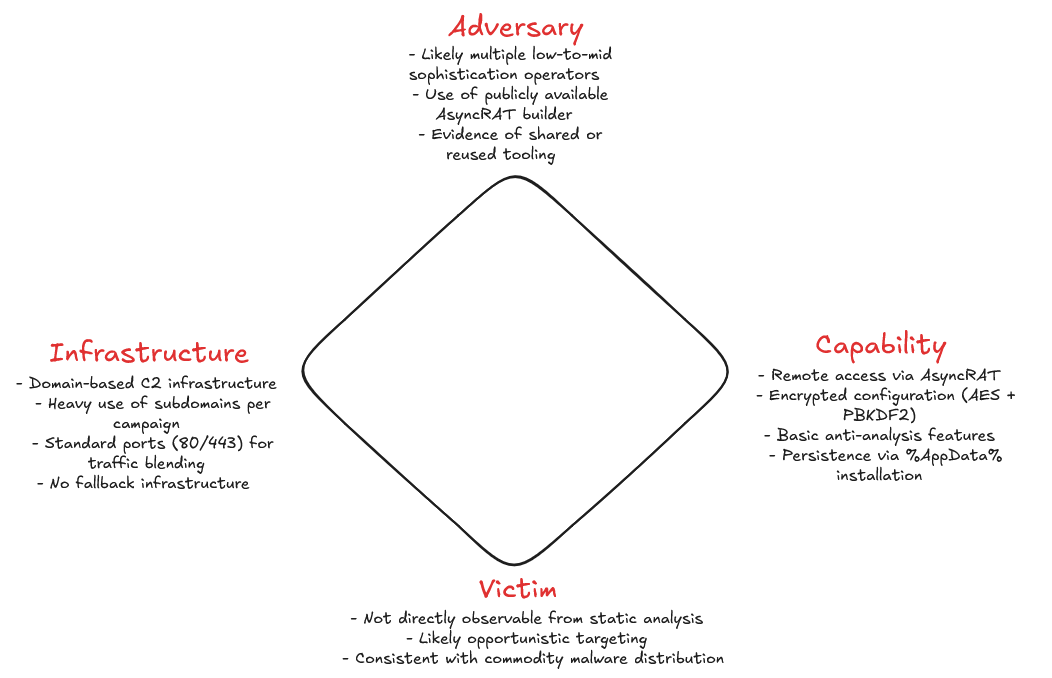 Adversary
- Likely multiple low-to-mid
sophistication operators
- Use of publicly available
AsyncRAT builder
- Evidence of shared or
reused tooling
Infrastructure
- Domain-based C2 infrastructure
- Heavy use of subdomains per
campaign
- Standard ports (80/443) for
traffic blending
- No fallback infrastructure
Capability
- Remote access via AsyncRAT
- Encrypted configuration (AES +
PBKDF2)
- Basic anti-analysis features
- Persistence via %AppData%
installation
Victim
- Not directly observable from static analysis
- Likely opportunistic targeting
- Consistent with commodity malware distribution